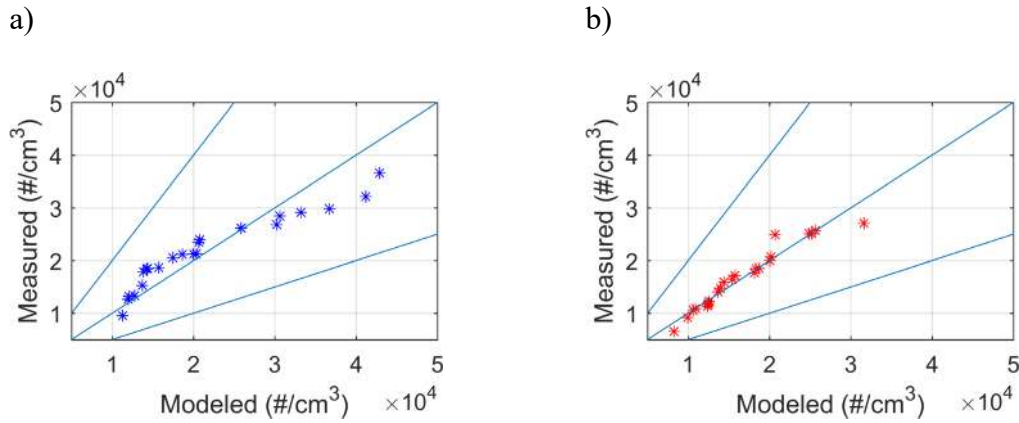 a)
b)
×10⁴
5
4
3
2
1
Measured (#/cm³)
1 2 3 4 5
Modeled (#/cm³) ×10⁴
×10⁴
5
4
3
2
1
Measured (#/cm³)
1 2 3 4 5
Modeled (#/cm³) ×10⁴